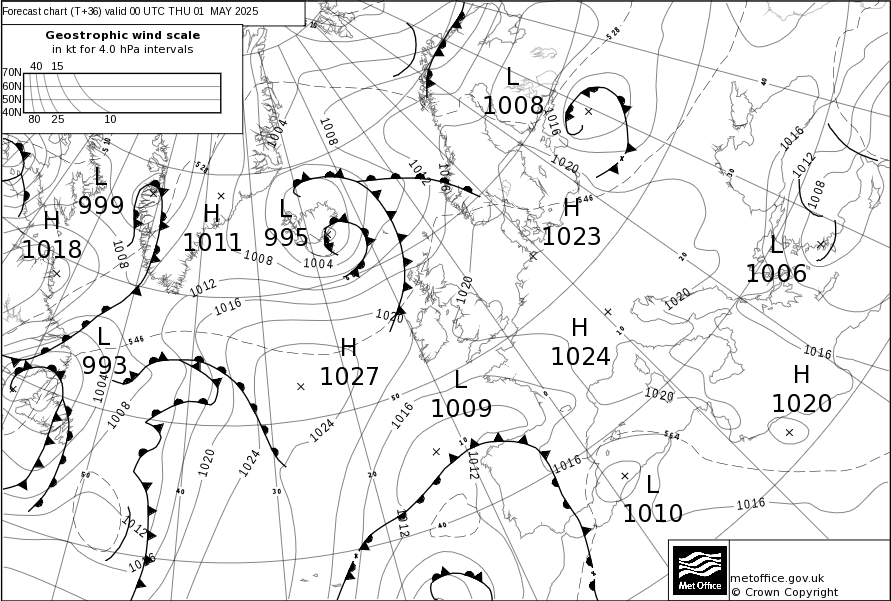 Forecast chart (T+36) valid 00 UTC THU 01 MAY 2025
Geostrophic wind scale
in kt for 4.0 hPa intervals
40 15
70N
60N
50N
40N
80 25 10
L
1008
L
999
H
1018
H
1011
L
995
H
1023
L
1006
L
993
H
1027
H
1024
L
1009
H
1020
L
1010
1004
1008
1012
1016
1016
1020
528
40
30
1016
1012
1008
510
528
546
1008
1008
1004
1012
1016
1020
1020
20
1020
10
546
1016
1004
1008
1020
1024
1024
1016
50
0
1020
564
10
1012
1016
1016
50
40
30
20
40
1012
1012
1016
Met Office
metoffice.gov.uk
© Crown Copyright